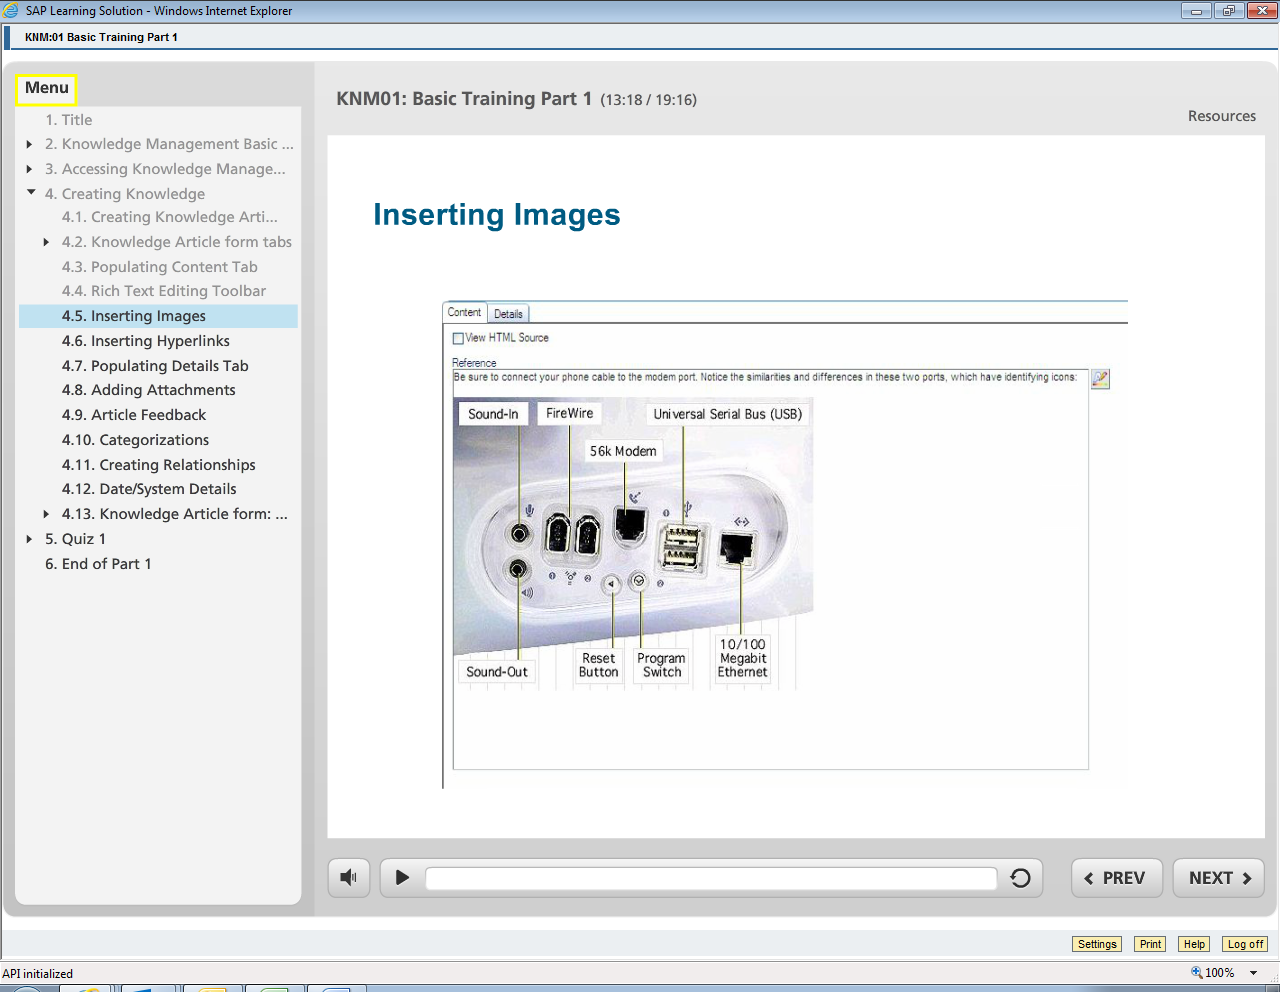 SAP Learning Solution - Windows Internet Explorer
KNM:01 Basic Training Part 1
Menu
1. Title
2. Knowledge Management Basic ...
3. Accessing Knowledge Manage...
4. Creating Knowledge
4.1. Creating Knowledge Arti...
4.2. Knowledge Article form tabs
4.3. Populating Content Tab
4.4. Rich Text Editing Toolbar
4.5. Inserting Images
4.6. Inserting Hyperlinks
4.7. Populating Details Tab
4.8. Adding Attachments
4.9. Article Feedback
4.10. Categorizations
4.11. Creating Relationships
4.12. Date/System Details
4.13. Knowledge Article form: ...
5. Quiz 1
6. End of Part 1
KNM01: Basic Training Part 1 (13:18 / 19:16)
Resources
Inserting Images
Content Details
View HTML Source
Reference
Be sure to connect your phone cable to the modem port. Notice the similarities and differences in these two ports, which have identifying icons:
Sound-In FireWire Universal Serial Bus (USB)
56k Modem
Sound-Out
Reset
Button
Program
Switch
10/100
Megabit
Ethernet
PREV NEXT
Settings Print Help Log off
API initialized
100%